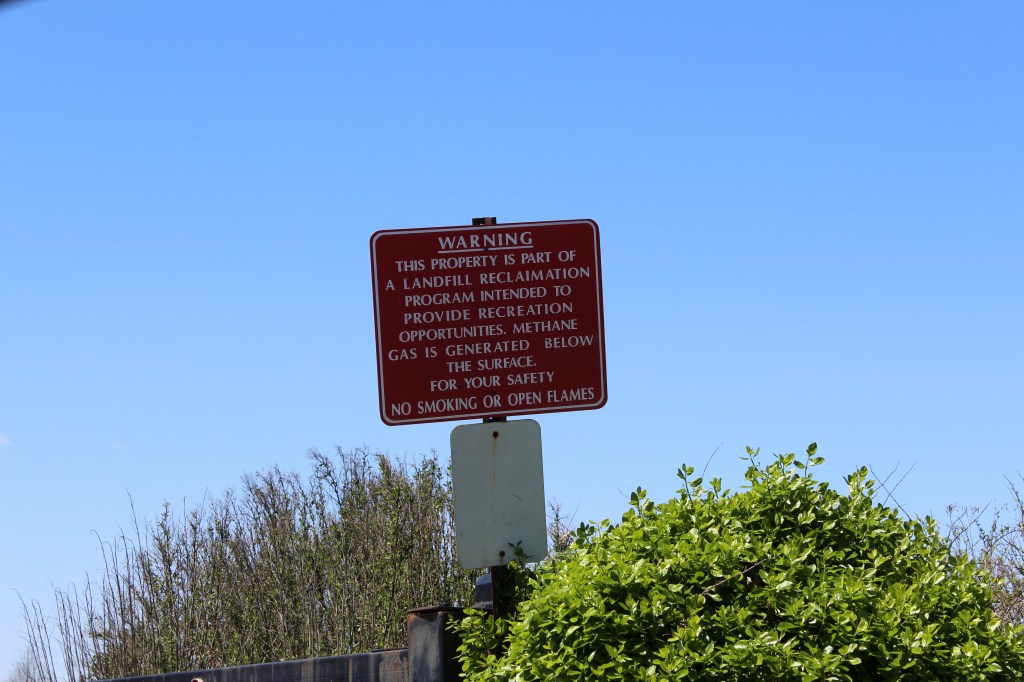 WARNING
THIS PROPERTY IS PART OF
A LANDFILL RECLAIMATION
PROGRAM INTENDED TO
PROVIDE RECREATION
OPPORTUNITIES. METHANE
GAS IS GENERATED BELOW
THE SURFACE.
FOR YOUR SAFETY
NO SMOKING OR OPEN FLAMES